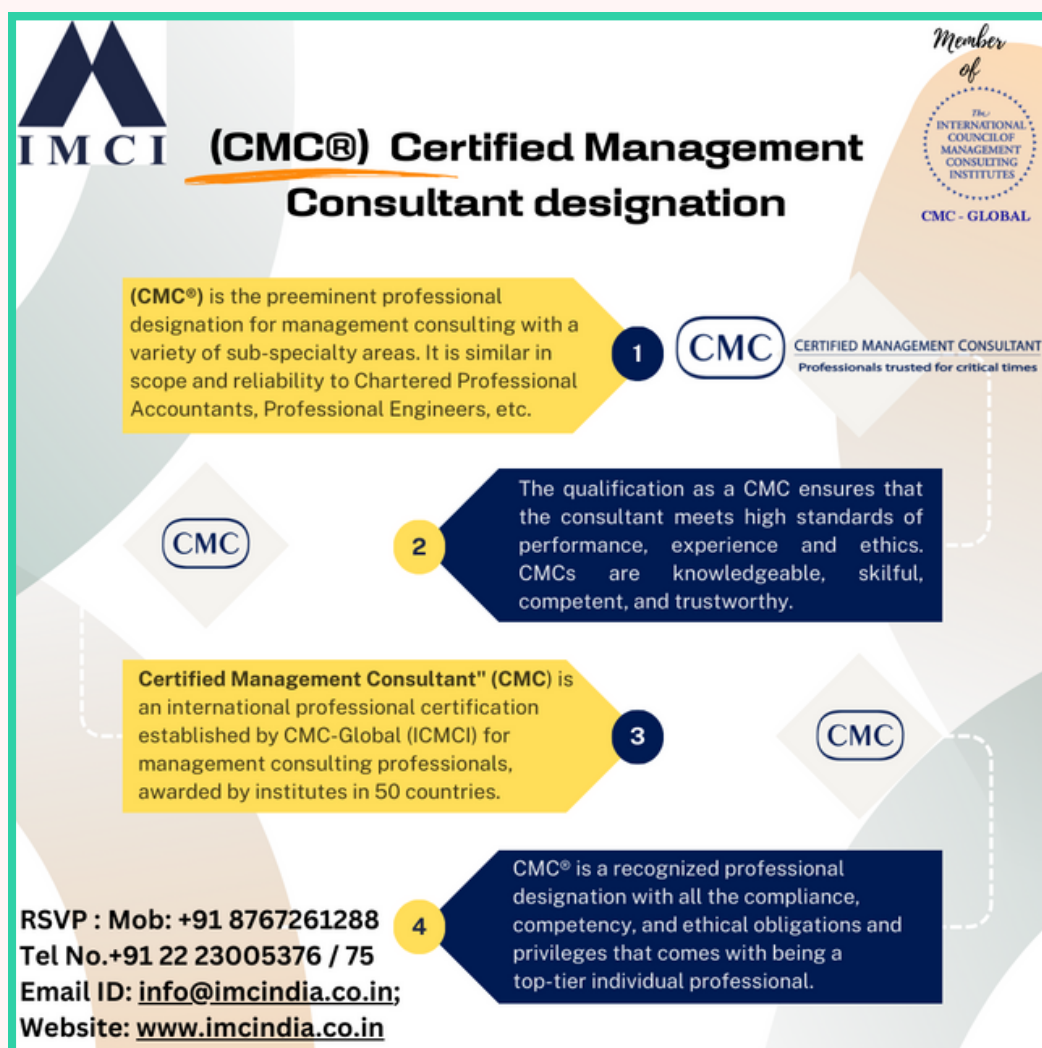 IMCI
Member
of
The
INTERNATIONAL
COUNCIL OF
MANAGEMENT
CONSULTING
INSTITUTES
CMC - GLOBAL
(CMC®) Certified Management
Consultant designation
(CMC®) is the preeminent professional
designation for management consulting with a
variety of sub-specialty areas. It is similar in
scope and reliability to Chartered Professional
Accountants, Professional Engineers, etc.
1
CMC
CERTIFIED MANAGEMENT CONSULTANT
Professionals trusted for critical times
CMC
2
The qualification as a CMC ensures that
the consultant meets high standards of
performance, experience and ethics.
CMCs are knowledgeable, skilful,
competent, and trustworthy.
Certified Management Consultant" (CMC) is
an international professional certification
established by CMC-Global (ICMCI) for
management consulting professionals,
awarded by institutes in 50 countries.
3
CMC
4
CMC® is a recognized professional
designation with all the compliance,
competency, and ethical obligations and
privileges that comes with being a
top-tier individual professional.
RSVP : Mob: +91 8767261288
Tel No.+91 22 23005376 / 75
Email ID: info@imcindia.co.in;
Website: www.imcindia.co.in